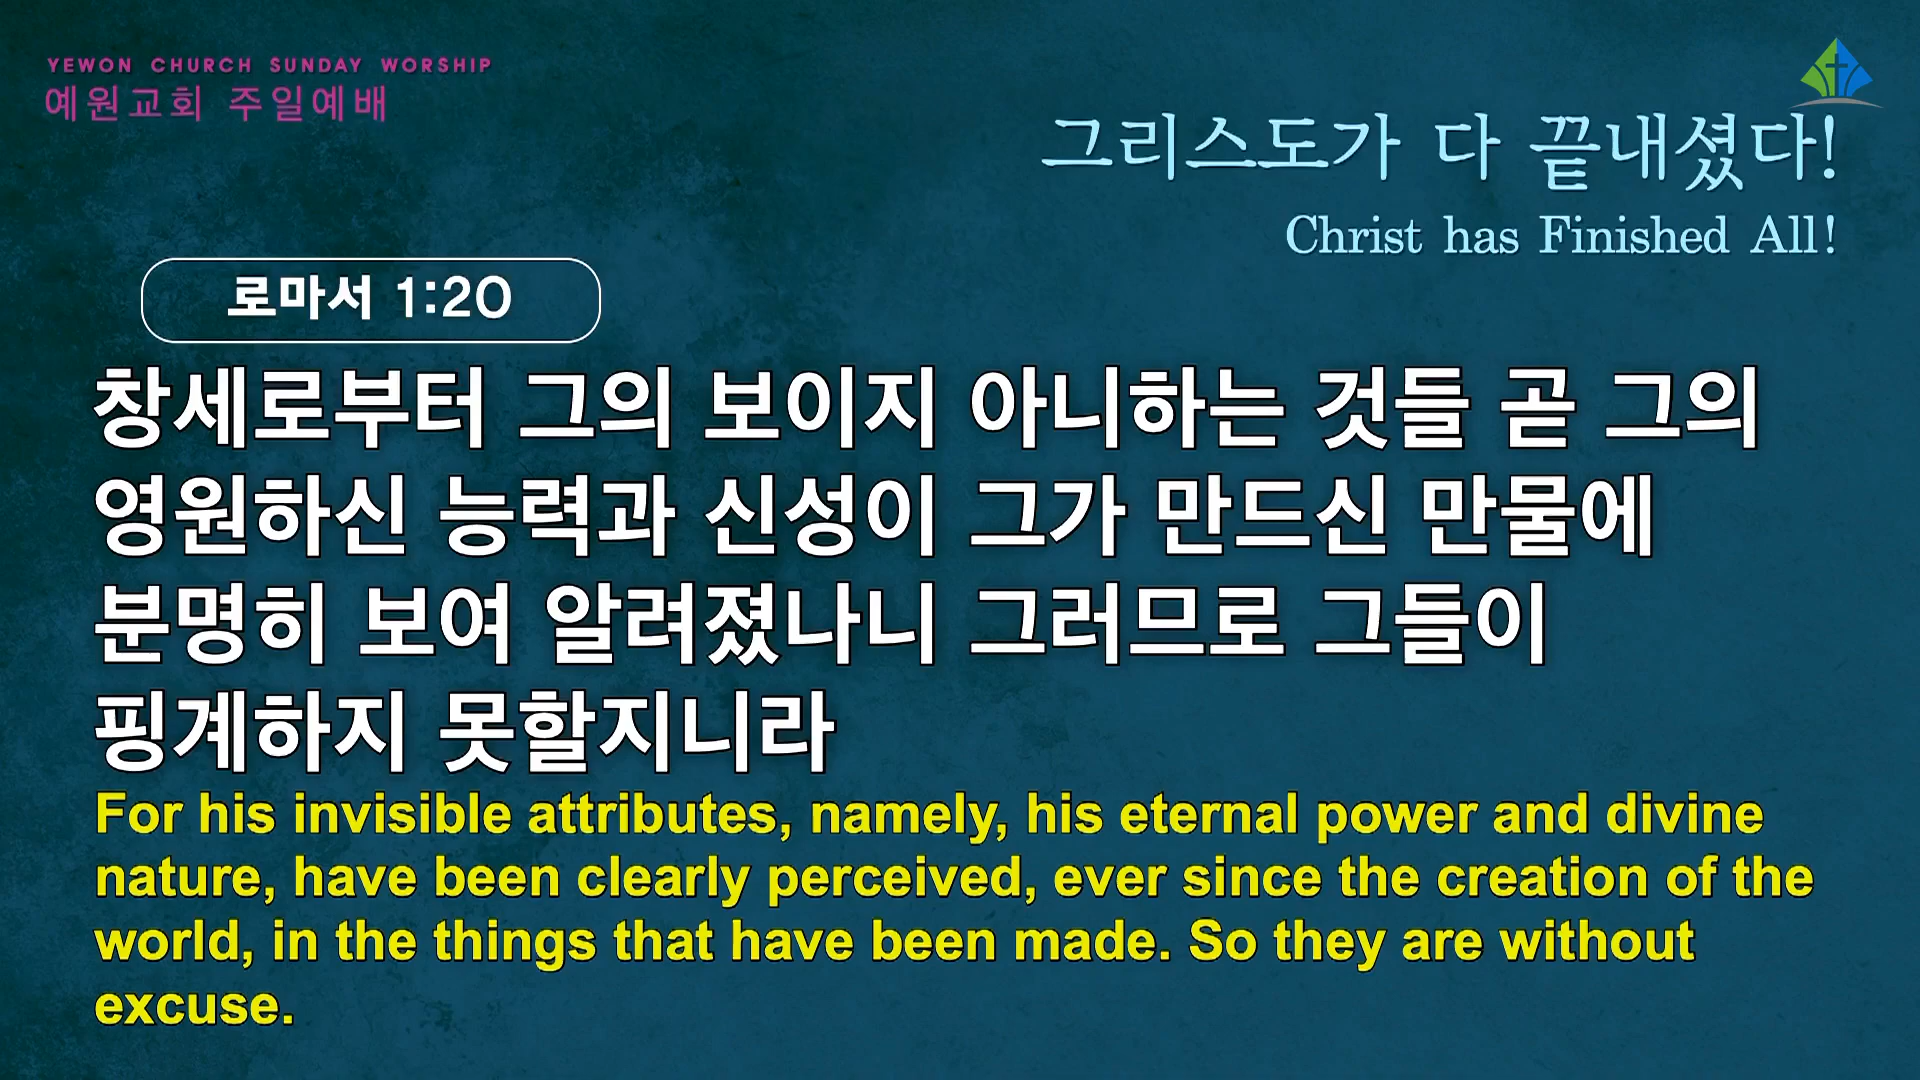 YEWON CHURCH SUNDAY WORSHIP
예원교회 주일예배
그리스도가 다 끝내셨다!
Christ has Finished All!
로마서 1:20
창세로부터 그의 보이지 아니하는 것들 곧 그의
영원하신 능력과 신성이 그가 만드신 만물에
분명히 보여 알려졌나니 그러므로 그들이
핑계하지 못할지니라
For his invisible attributes, namely, his eternal power and divine
nature, have been clearly perceived, ever since the creation of the
world, in the things that have been made. So they are without
excuse.